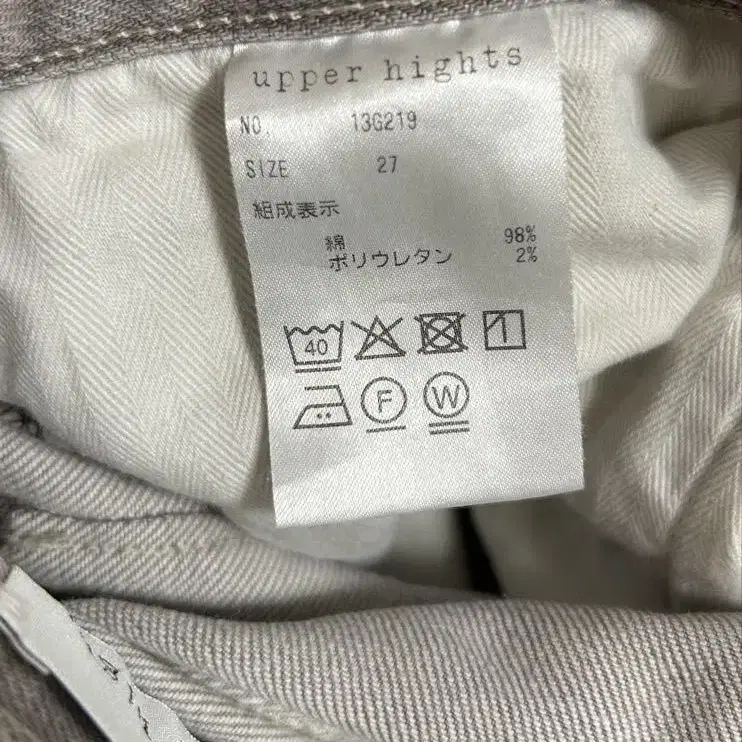 upper hights
NO. 13G219
SIZE 27
組成表示
綿 98%
ポリウレタン 2%
40
F W